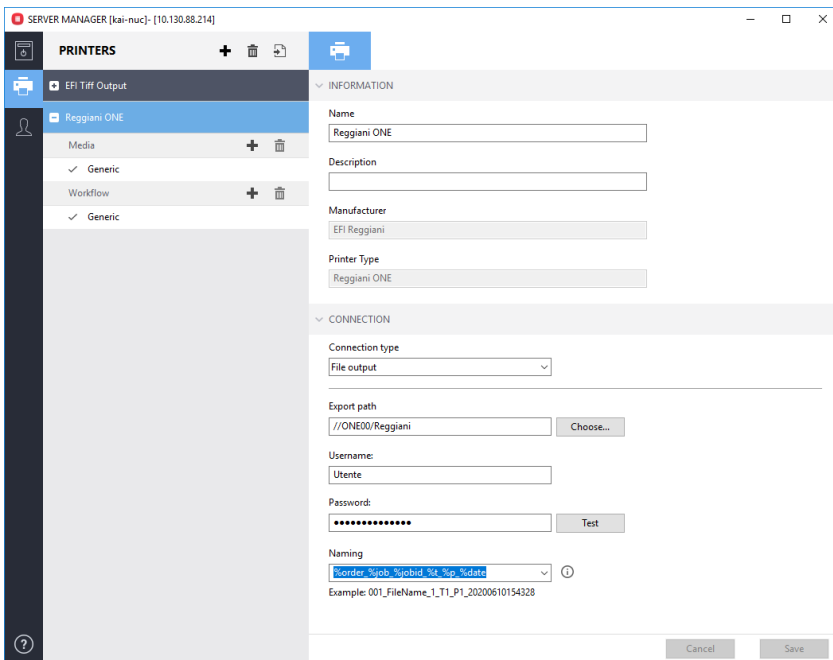 SERVER MANAGER [kai-nuc]- [10.130.88.214]
PRINTERS
EFI Tiff Output
Reggiani ONE
Media
Generic
Workflow
Generic
INFORMATION
Name
Reggiani ONE
Description
Manufacturer
EFI Reggiani
Printer Type
Reggiani ONE
CONNECTION
Connection type
File output
Export path
//ONE00/Reggiani
Choose...
Username:
Utente
Password:
●●●●●●●●●●●●●●
Test
Naming
%order_%job_%jobid_%t_%p_%date
Example: 001_FileName_1_T1_P1_20200610154328
Cancel
Save